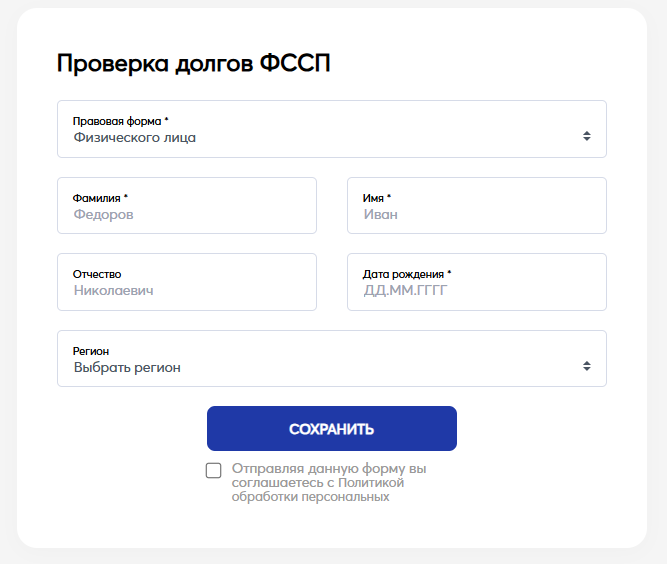 Проверка долгов ФССП
Правовая форма *
Физического лица
Фамилия *
Федоров
Имя *
Иван
Отчество
Николаевич
Дата рождения *
ДД.ММ.ГГГГ
Регион
Выбрать регион
СОХРАНИТЬ
Отправляя данную форму вы
соглашаетесь с Политикой
обработки персональных